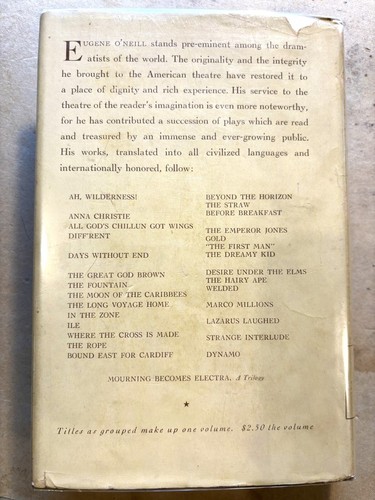 EUGENE O'NEILL stands pre-eminent among the dram-
atists of the world. The originality and the integrity
he brought to the American theatre have restored it to
a place of dignity and rich experience. His service to the
theatre of the reader's imagination is even more noteworthy,
for he has contributed a succession of plays which are read
and treasured by an immense and ever-growing public.
His works, translated into all civilized languages and
internationally honored, follow:
AH, WILDERNESS!
ANNA CHRISTIE
ALL GOD'S CHILLUN GOT WINGS
DIFF'RENT
DAYS WITHOUT END
THE GREAT GOD BROWN
THE FOUNTAIN
THE MOON OF THE CARIBBEES
THE LONG VOYAGE HOME
IN THE ZONE
ILE
WHERE THE CROSS IS MADE
THE ROPE
BOUND EAST FOR CARDIFF
BEYOND THE HORIZON
THE STRAW
BEFORE BREAKFAST
THE EMPEROR JONES
GOLD
"THE FIRST MAN"
THE DREAMY KID
DESIRE UNDER THE ELMS
THE HAIRY APE
WELDED
MARCO MILLIONS
LAZARUS LAUGHED
STRANGE INTERLUDE
DYNAMO
MOURNING BECOMES ELECTRA. A Trilogy
Titles as grouped make up one volume. $2.50 the volume